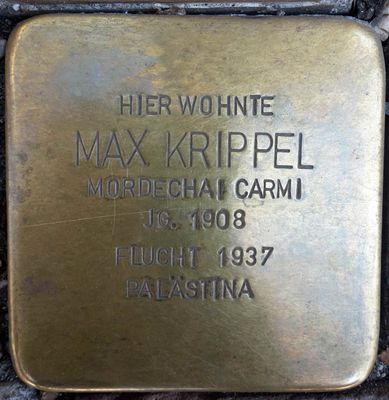 HIER WOHNTE
MAX KRIPPEL
MORDECHAI CARMI
JG. 1908
FLUCHT 1937
PALÄSTINA